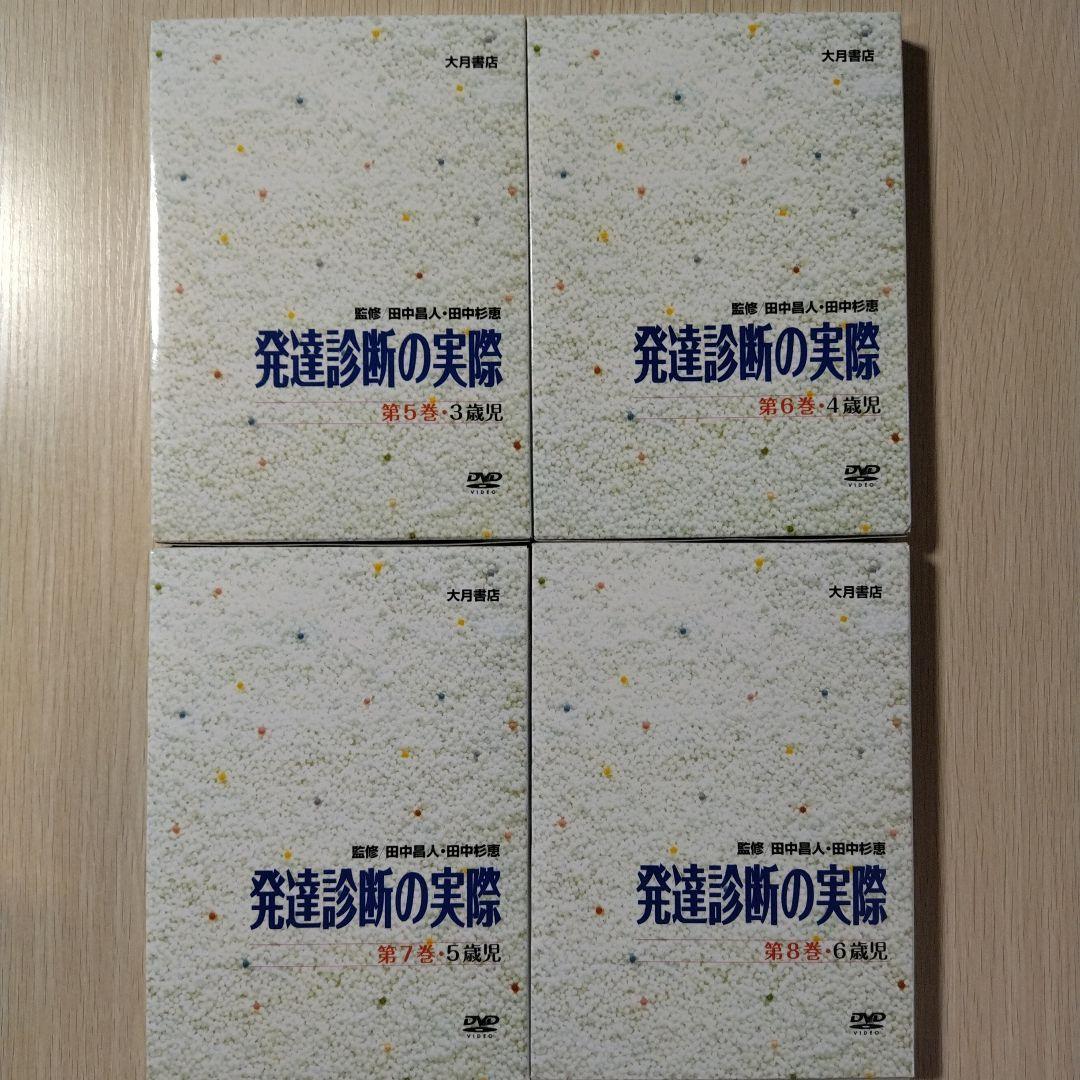 大月書店
監修/田中昌人・田中杉恵
発達診断の実際
第5巻・3歳児
DVD
VIDEO
大月書店
監修/田中昌人・田中杉恵
発達診断の実際
第6巻・4歳児
DVD
VIDEO
大月書店
監修/田中昌人・田中杉恵
発達診断の実際
第7巻・5歳児
DVD
VIDEO
大月書店
監修/田中昌人・田中杉恵
発達診断の実際
第8巻・6歳児
DVD
VIDEO